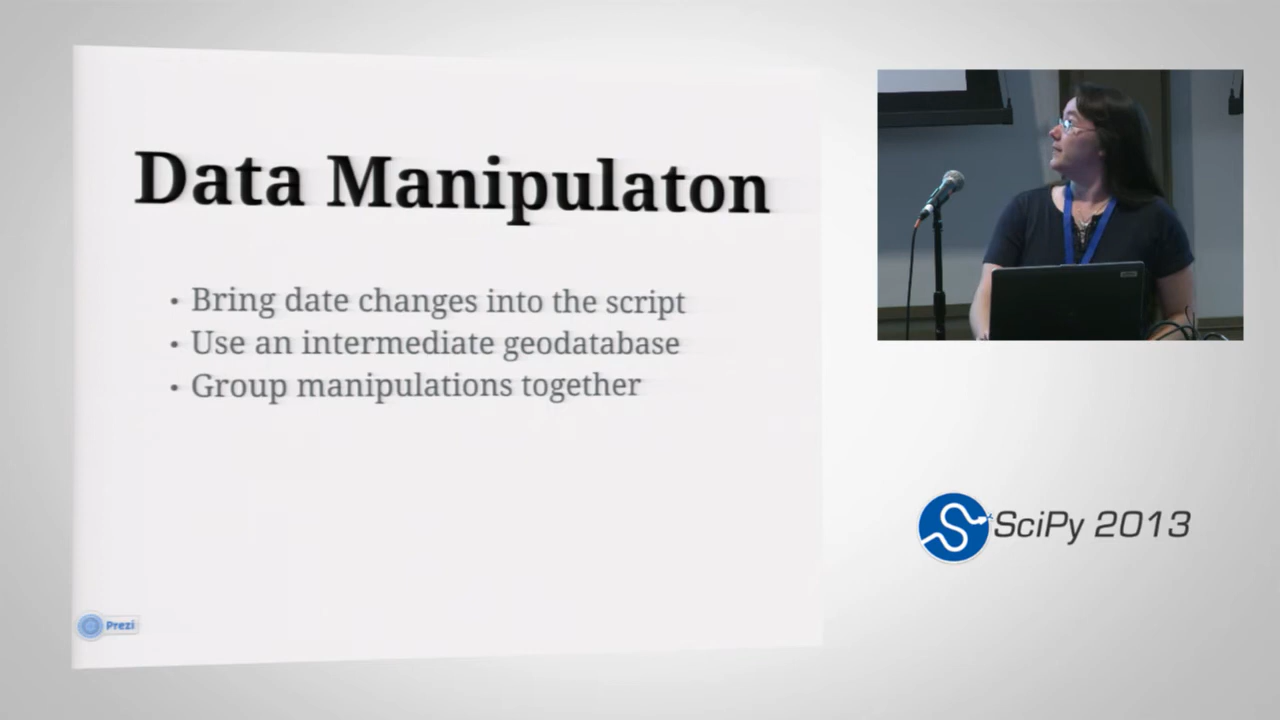 Data Manipulaton
• Bring date changes into the script
• Use an intermediate geodatabase
• Group manipulations together
Prezi
SciPy 2013